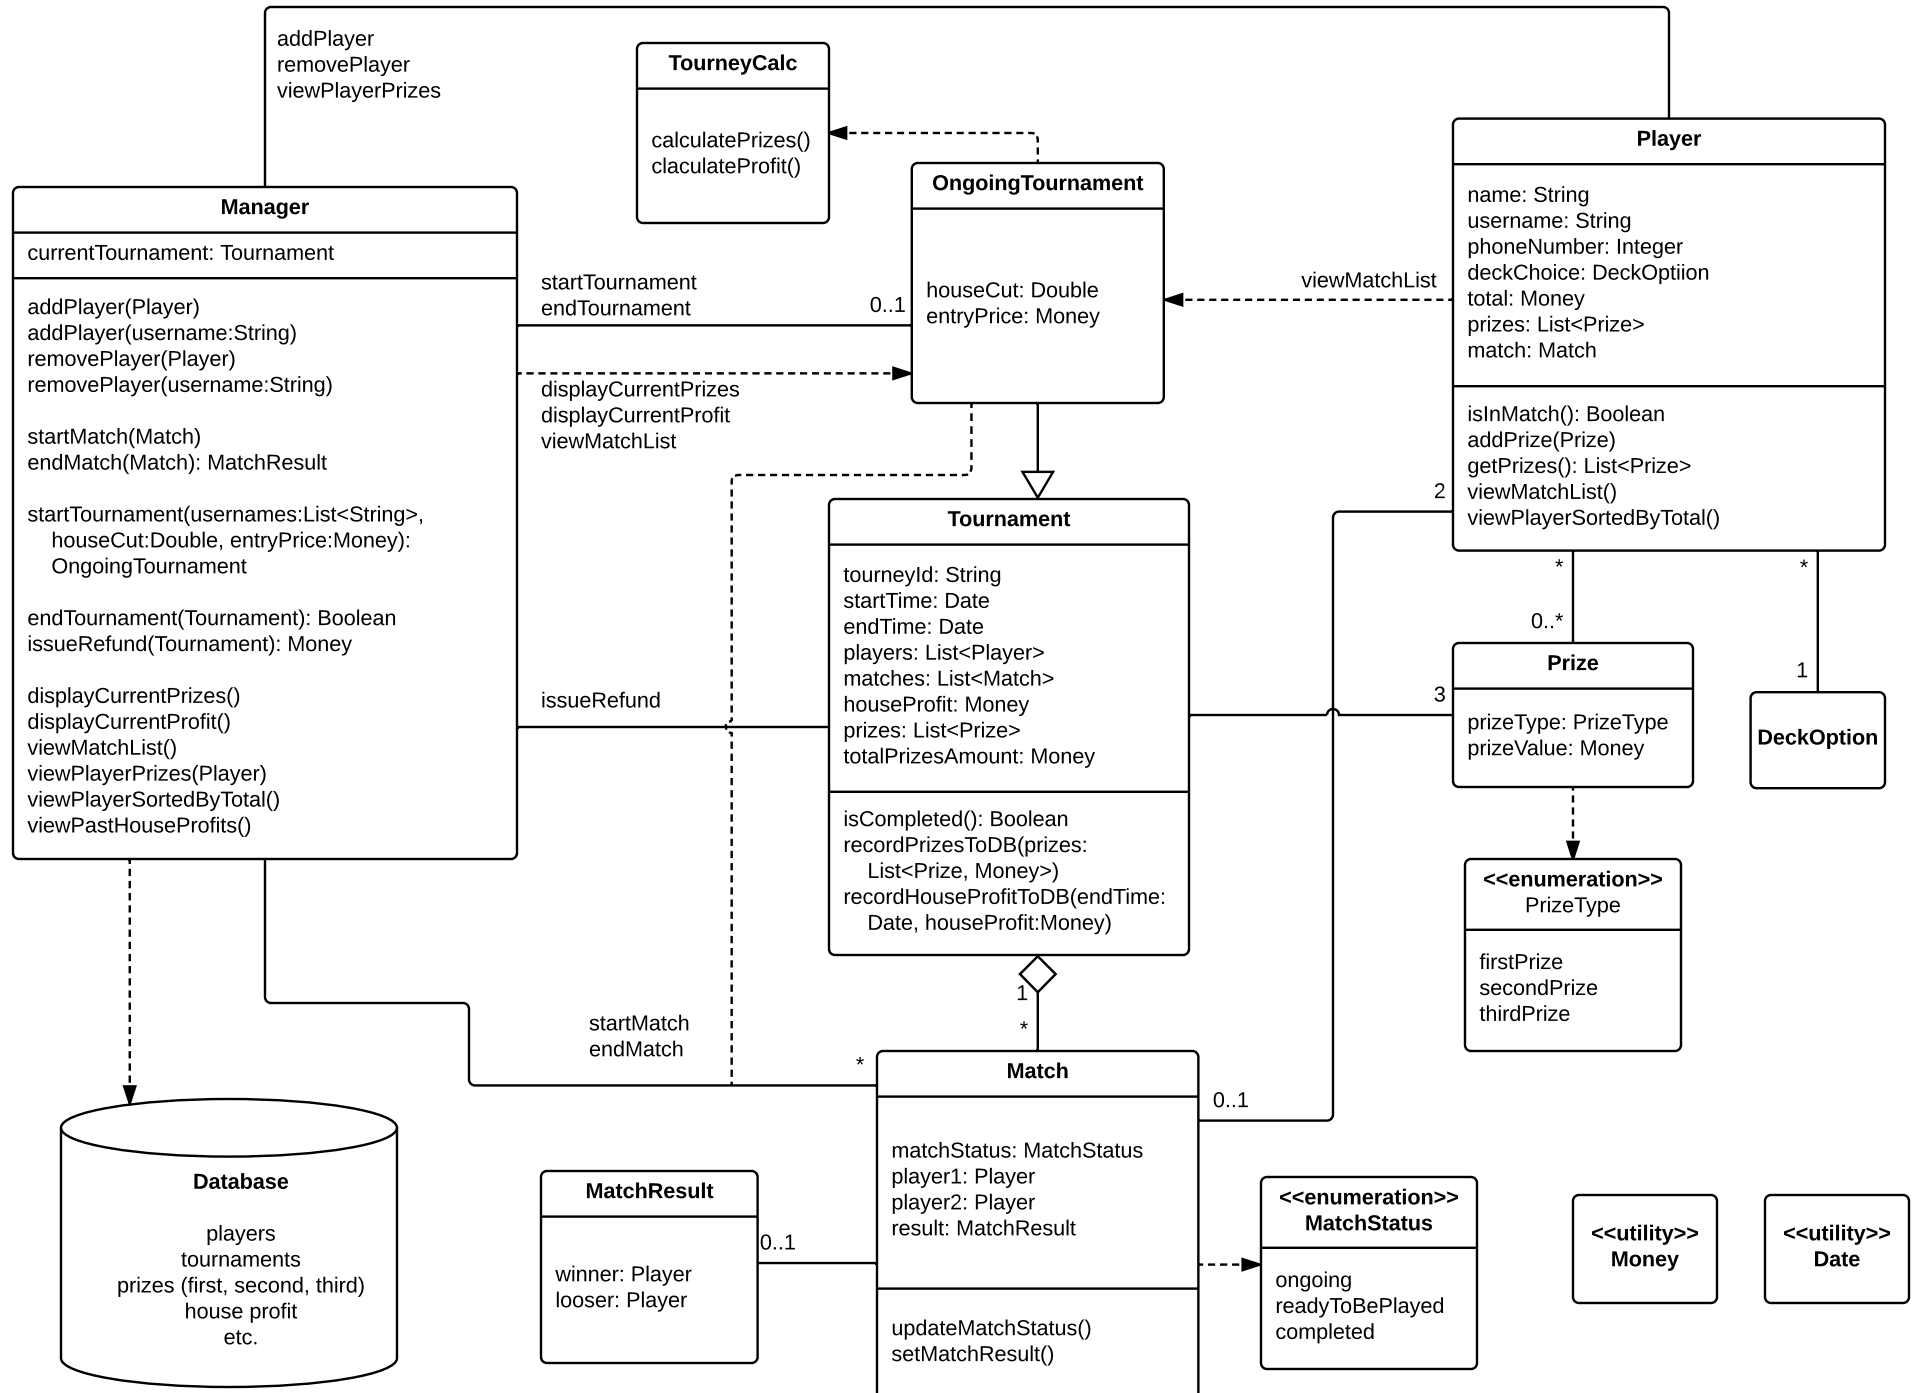 addPlayer
removePlayer
viewPlayerPrizes
TourneyCalc
calculatePrizes()
claculateProfit()
Manager
currentTournament: Tournament
addPlayer(Player)
addPlayer(username:String)
removePlayer(Player)
removePlayer(username:String)
startMatch(Match)
endMatch(Match): MatchResult
startTournament(usernames:List<String>,
houseCut:Double, entryPrice:Money):
OngoingTournament
endTournament(Tournament): Boolean
issueRefund(Tournament): Money
displayCurrentPrizes()
displayCurrentProfit()
viewMatchList()
viewPlayerPrizes(Player)
viewPlayerSortedByTotal()
viewPastHouseProfits()
startTournament
endTournament
0..1
displayCurrentPrizes
displayCurrentProfit
viewMatchList
OngoingTournament
houseCut: Double
entryPrice: Money
viewMatchList
Player
name: String
username: String
phoneNumber: Integer
deckChoice: DeckOptiion
total: Money
prizes: List<Prize>
match: Match
isInMatch(): Boolean
addPrize(Prize)
getPrizes(): List<Prize>
viewMatchList()
viewPlayerSortedByTotal()
2
*
0..*
*
1
issueRefund
Tournament
tourneyId: String
startTime: Date
endTime: Date
players: List<Player>
matches: List<Match>
houseProfit: Money
prizes: List<Prize>
totalPrizesAmount: Money
isCompleted(): Boolean
recordPrizesToDB(prizes:
List<Prize, Money>)
recordHouseProfitToDB(endTime:
Date, houseProfit:Money)
3
Prize
prizeType: PrizeType
prizeValue: Money
DeckOption
<<enumeration>>
PrizeType
firstPrize
secondPrize
thirdPrize
1
*
startMatch
endMatch
*
Match
matchStatus: MatchStatus
player1: Player
player2: Player
result: MatchResult
updateMatchStatus()
setMatchResult()
0..1
Database
players
tournaments
prizes (first, second, third)
house profit
etc.
MatchResult
winner: Player
looser: Player
0..1
<<enumeration>>
MatchStatus
ongoing
readyToBePlayed
completed
<<utility>>
Money
<<utility>>
Date